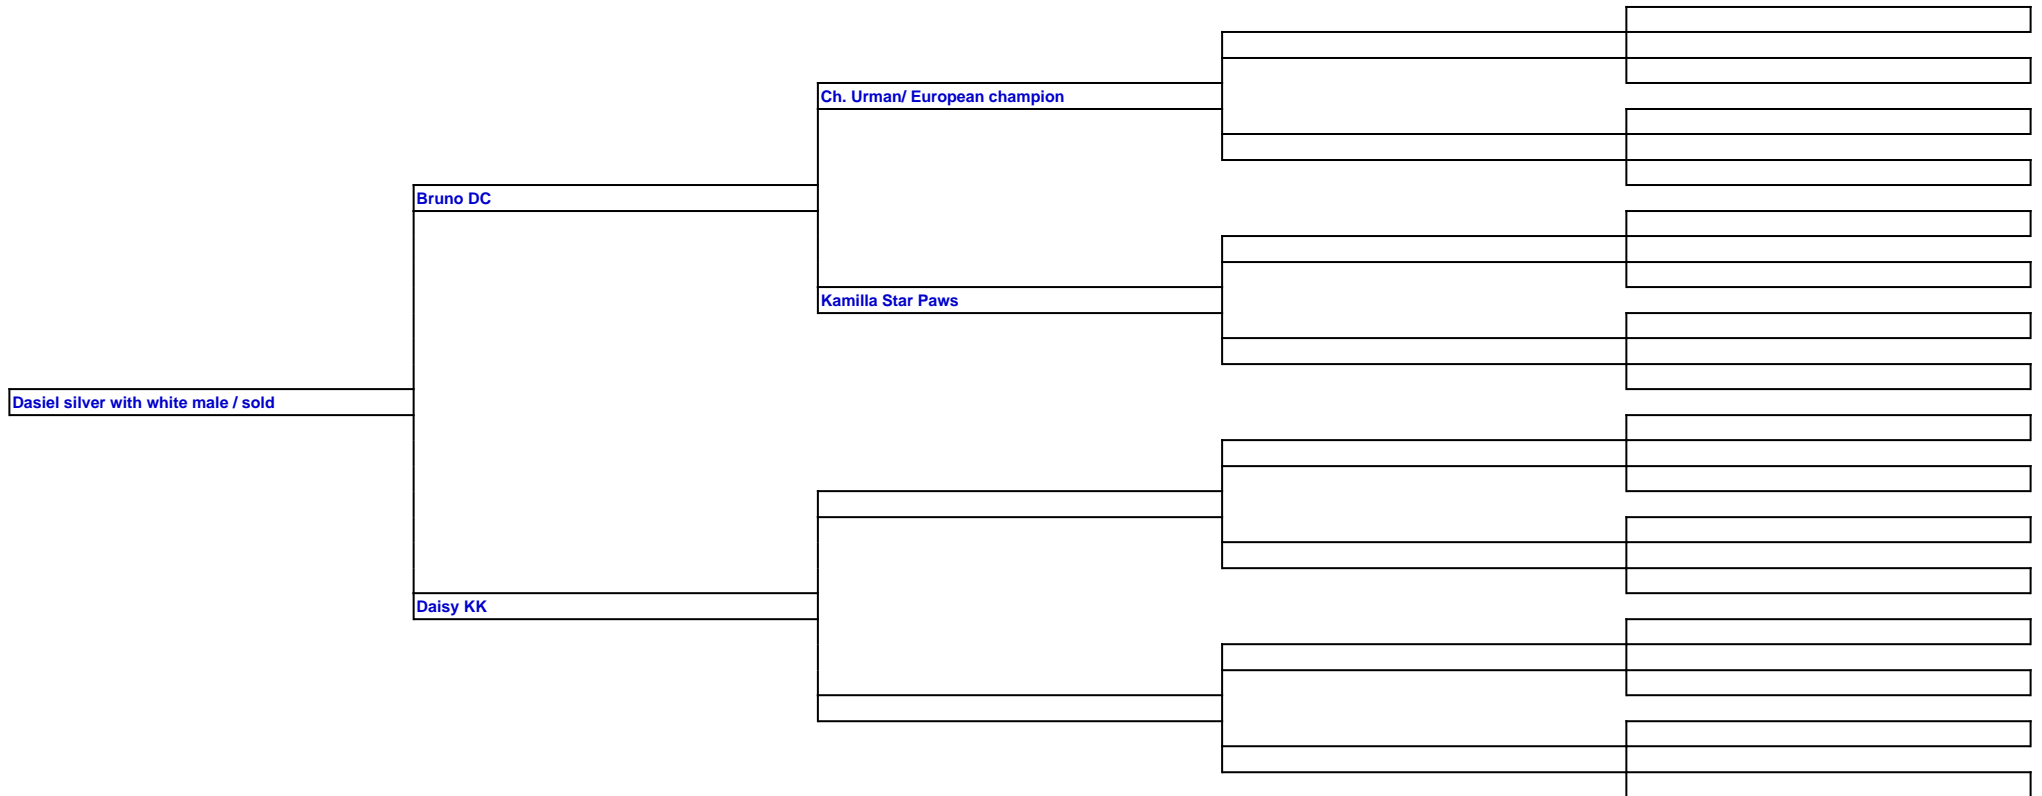 Ch. Urman/ European champion
Bruno DC
Kamilla Star Paws
Dasiel silver with white male / sold
Daisy KK